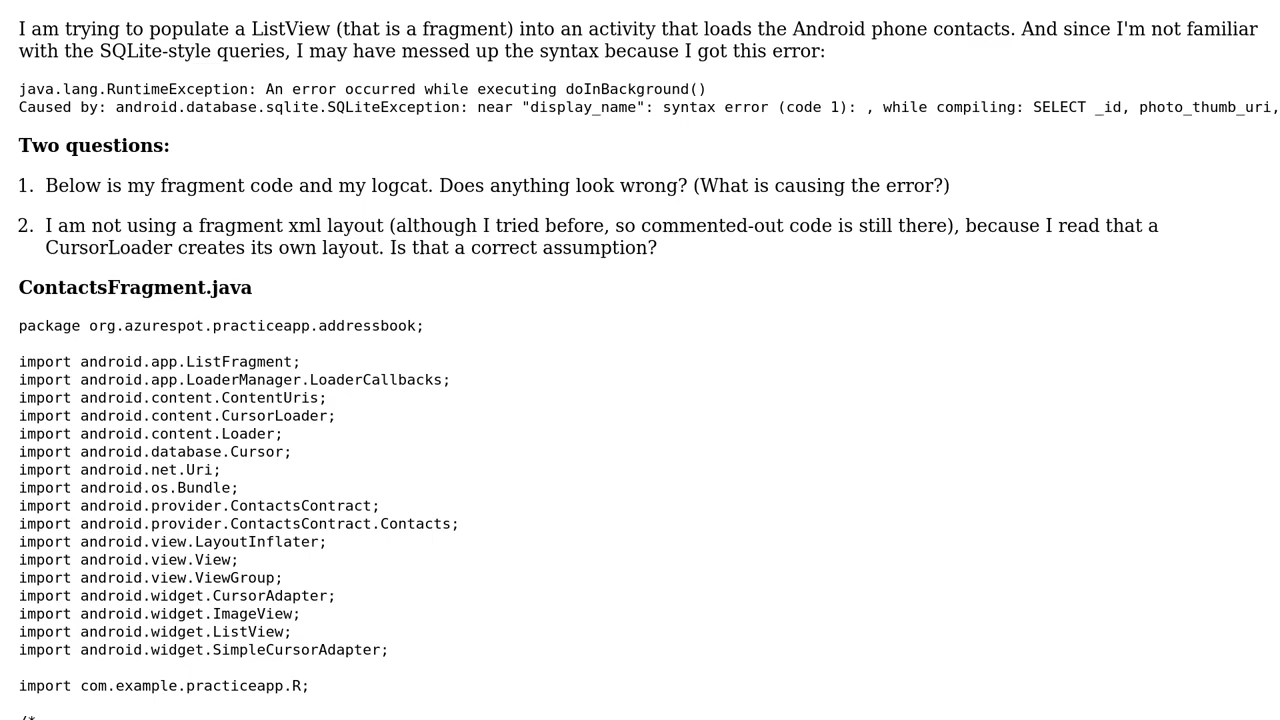 I am trying to populate a ListView (that is a fragment) into an activity that loads the Android phone contacts. And since I'm not familiar
with the SQLite-style queries, I may have messed up the syntax because I got this error:
java.lang.RuntimeException: An error occurred while executing doInBackground()
Caused by: android.database.sqlite.SQLiteException: near "display_name": syntax error (code 1): , while compiling: SELECT _id, photo_thumb_uri,
Two questions:
1. Below is my fragment code and my logcat. Does anything look wrong? (What is causing the error?)
2. I am not using a fragment xml layout (although I tried before, so commented-out code is still there), because I read that a
CursorLoader creates its own layout. Is that a correct assumption?
ContactsFragment.java
package org.azurespot.practiceapp.addressbook;
import android.app.ListFragment;
import android.app.LoaderManager.LoaderCallbacks;
import android.content.ContentUris;
import android.content.CursorLoader;
import android.content.Loader;
import android.database.Cursor;
import android.net.Uri;
import android.os.Bundle;
import android.provider.ContactsContract;
import android.provider.ContactsContract.Contacts;
import android.view.LayoutInflater;
import android.view.View;
import android.view.ViewGroup;
import android.widget.CursorAdapter;
import android.widget.ImageView;
import android.widget.ListView;
import android.widget.SimpleCursorAdapter;
import com.example.practiceapp.R;
/*